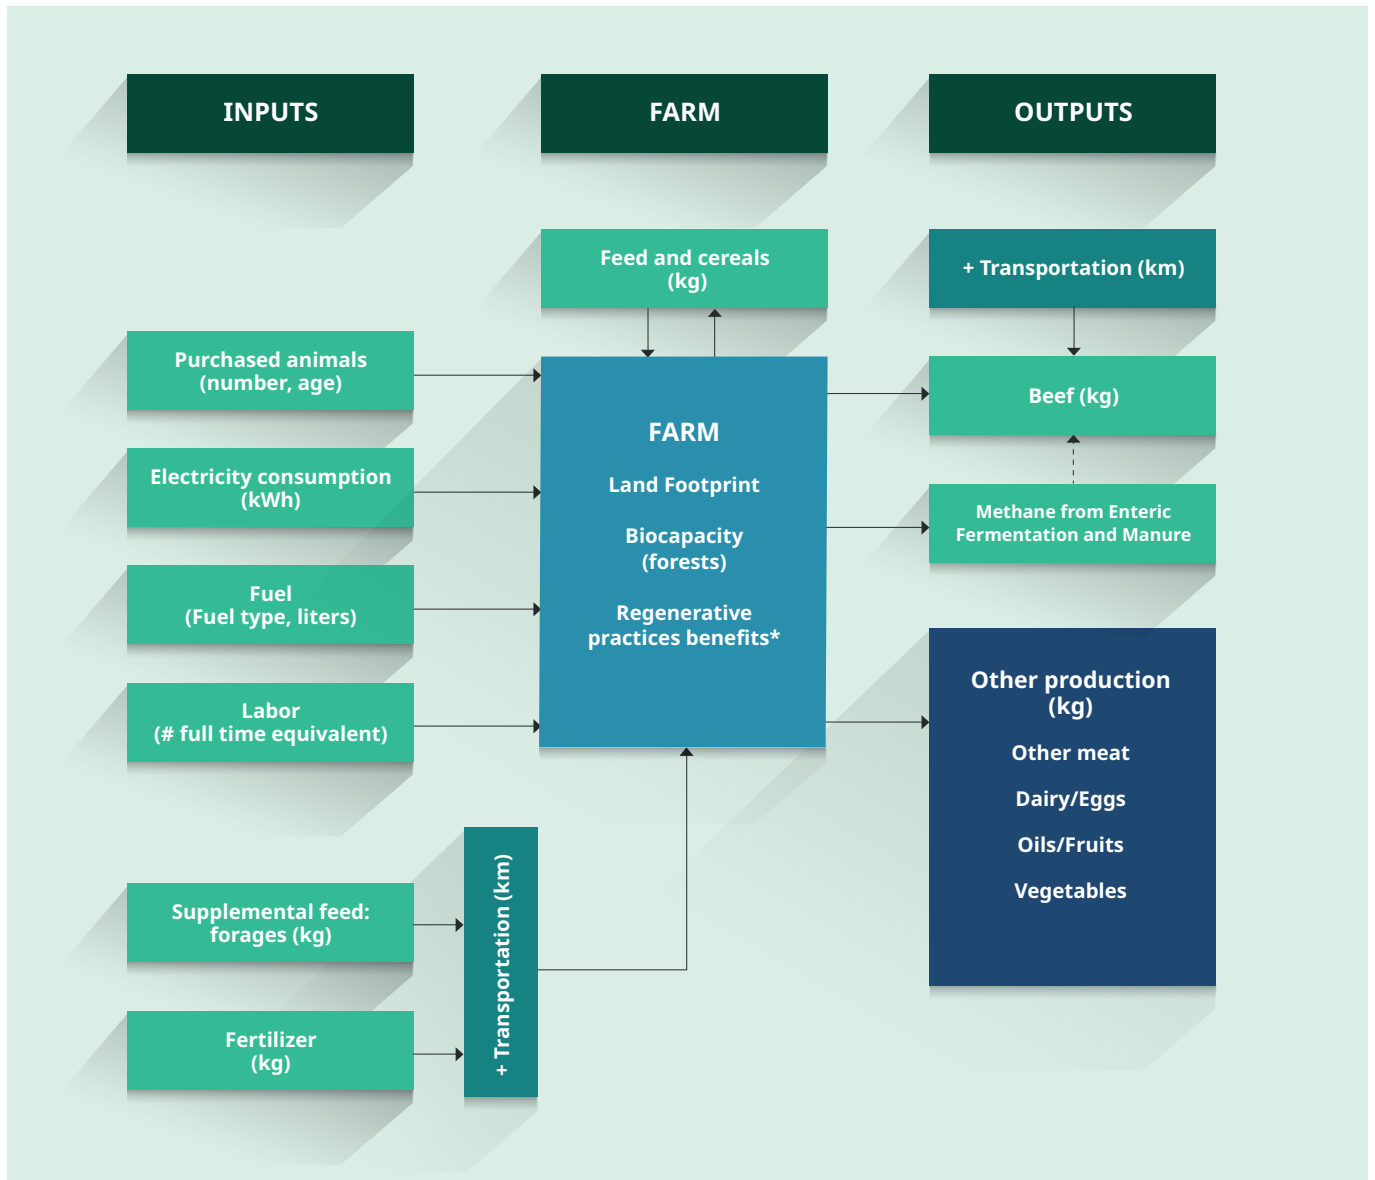 INPUTS
FARM
OUTPUTS
Feed and cereals
(kg)
+ Transportation (km)
Purchased animals
(number, age)
Electricity consumption
(kWh)
Fuel
(Fuel type, liters)
Labor
(# full time equivalent)
FARM
Land Footprint
Biocapacity
(forests)
Regenerative
practices benefits*
Beef (kg)
Methane from Enteric
Fermentation and Manure
Other production
(kg)
Other meat
Dairy/Eggs
Oils/Fruits
Vegetables
Supplemental feed:
forages (kg)
Fertilizer
(kg)
+ Transportation (km)